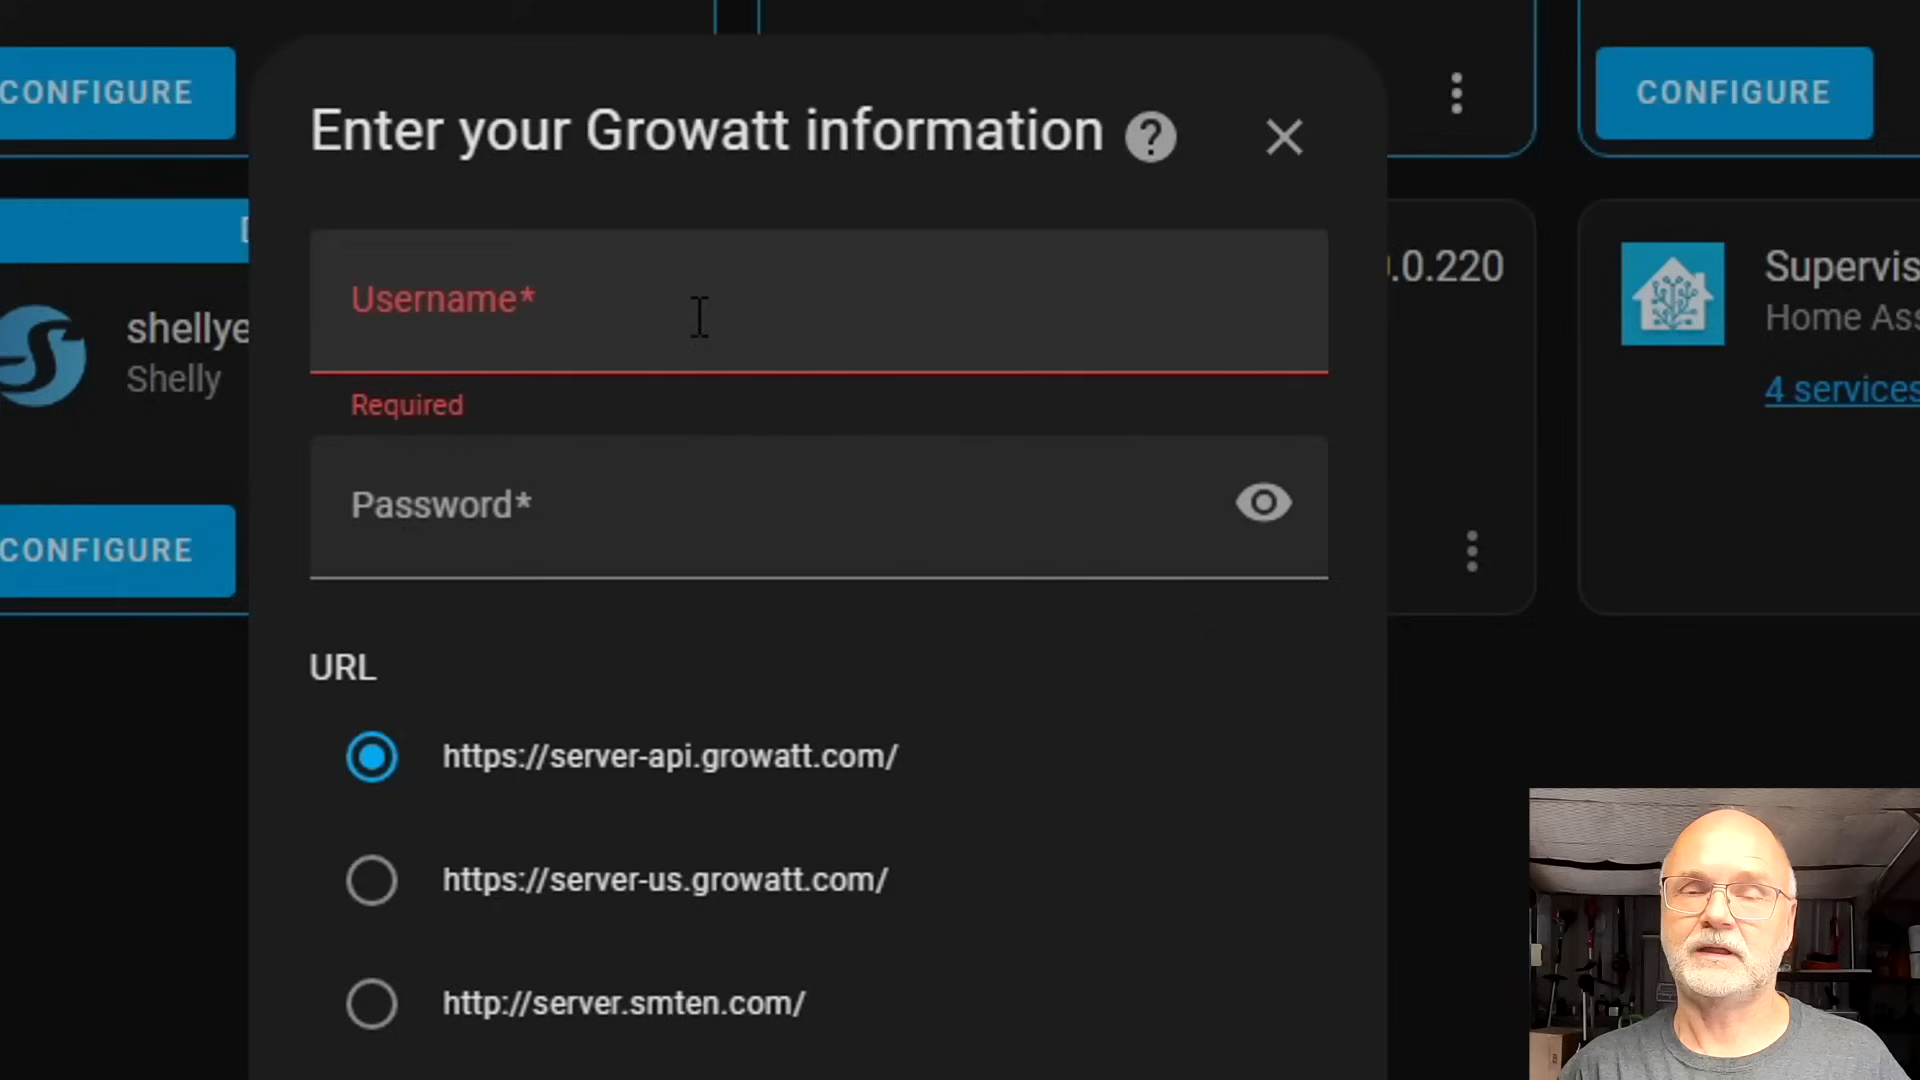 CONFIGURE
CONFIGURE
Enter your Growatt information
Username*
Required
Password*
URL
https://server-api.growatt.com/
https://server-us.growatt.com/
http://server.smten.com/
shellye
Shelly
CONFIGURE
.0.220
Supervis
Home Ass
4 services